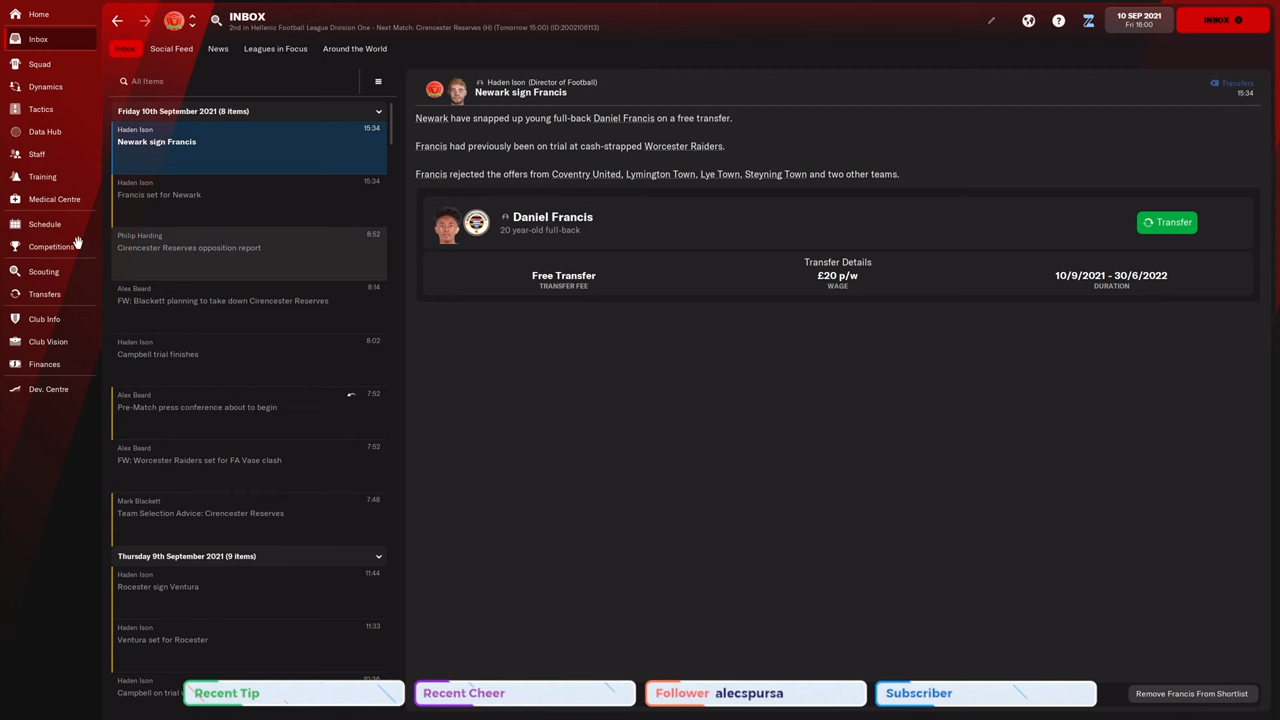 Home
Inbox
Squad
Dynamics
Tactics
Data Hub
Staff
Training
Medical Centre
Schedule
Competitions
Scouting
Transfers
Club Info
Club Vision
Finances
Dev. Centre
INBOX
2nd in Hellenic Football League Division One - Next Match: Cirencester Reserves (H) (Tomorrow 15:00) (ID:2002106113)
10 SEP 2021
Fri 16:00
INBOX
Inbox
Social Feed
News
Leagues in Focus
Around the World
All Items
Friday 10th September 2021 (8 items)
Haden Ison 15:34
Newark sign Francis
Haden Ison 15:34
Francis set for Newark
Philip Harding 8:52
Cirencester Reserves opposition report
Alex Beard 8:14
FW: Blackett planning to take down Cirencester Reserves
Haden Ison 8:02
Campbell trial finishes
Alex Beard 7:52
Pre-Match press conference about to begin
Alex Beard 7:52
FW: Worcester Raiders set for FA Vase clash
Mark Blackett 7:48
Team Selection Advice: Cirencester Reserves
Thursday 9th September 2021 (9 items)
Haden Ison 11:44
Rocester sign Ventura
Haden Ison 11:33
Ventura set for Rocester
Haden Ison
Campbell on trial
Haden Ison (Director of Football)
Newark sign Francis
Transfers
15:34
Newark have snapped up young full-back Daniel Francis on a free transfer.
Francis had previously been on trial at cash-strapped Worcester Raiders.
Francis rejected the offers from Coventry United, Lymington Town, Lye Town, Steyning Town and two other teams.
Daniel Francis
20 year-old full-back
Transfer
Transfer Details
Free Transfer £20 p/w 10/9/2021 - 30/6/2022
TRANSFER FEE WAGE DURATION
Recent Tip
Recent Cheer
Follower alecspursa
Subscriber
Remove Francis From Shortlist